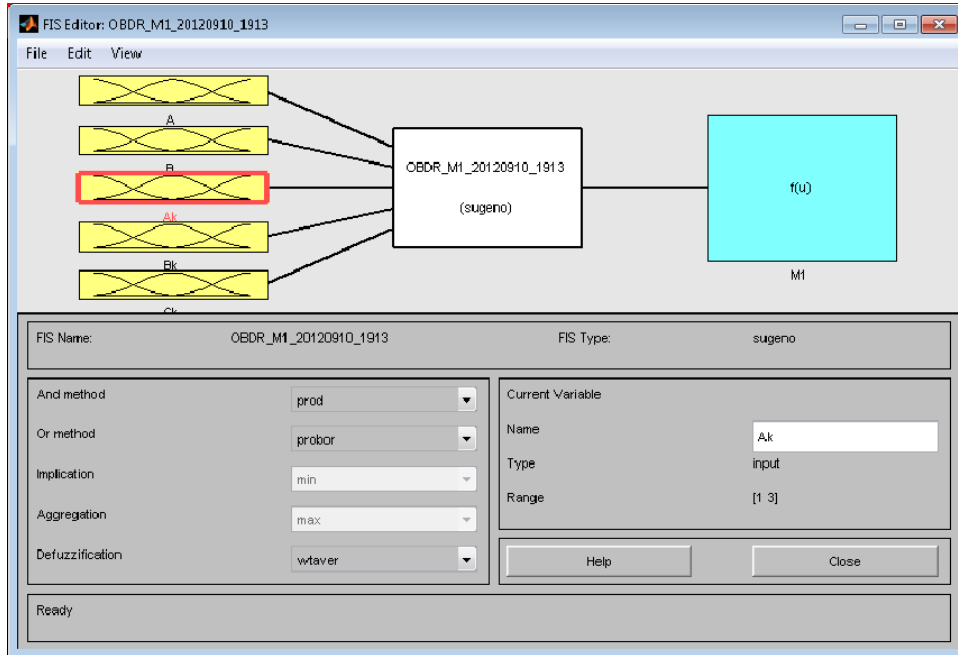 FIS Editor: OBDR_M1_20120910_1913
File Edit View
A
B
Ak
Bk
Ck
OBDR_M1_20120910_1913
(sugeno)
f(u)
M1
FIS Name: OBDR_M1_20120910_1913 FIS Type: sugeno
And method prod
Or method probor
Implication min
Aggregation max
Defuzzification wtaver
Current Variable
Name Ak
Type input
Range [1 3]
Help Close
Ready